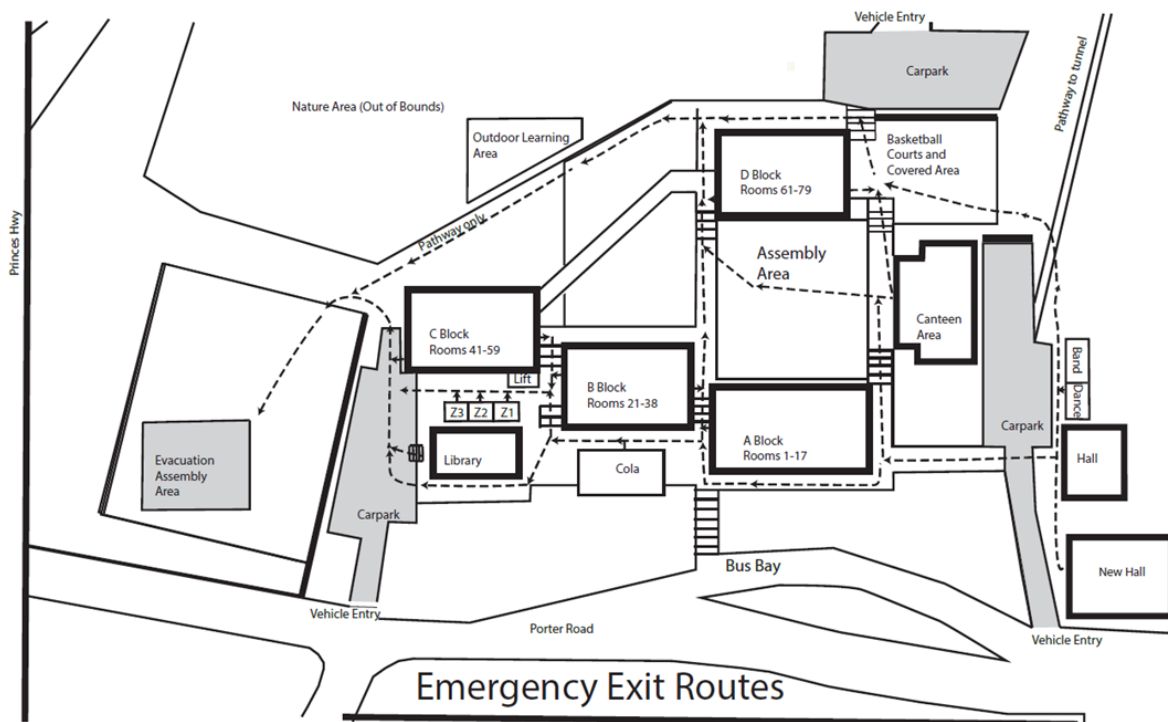 Vehicle Entry
Carpark
Pathway to tunnel
Nature Area (Out of Bounds)
Outdoor Learning
Area
Basketball
Courts and
Covered Area
D Block
Rooms 61-79
Pathway only
Princes Hwy
Assembly
Area
C Block
Rooms 41-59
Canteen
Area
Lift
B Block
Rooms 21-38
Band
Dance
Z3
Z2
Z1
A Block
Rooms 1-17
Carpark
Evacuation
Assembly
Area
Library
Cola
Hall
Carpark
Bus Bay
New Hall
Vehicle Entry
Porter Road
Vehicle Entry
Emergency Exit Routes